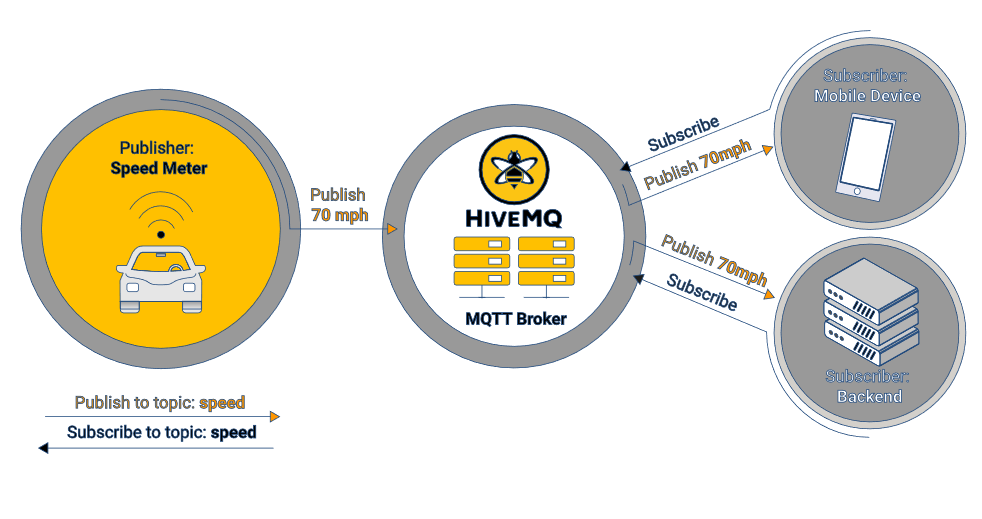 Publisher:
Speed Meter
Publish
70 mph
HIVEMQ
MQTT Broker
Subscribe
Publish 70mph
Publish 70mph
Subscribe
Subscriber:
Mobile Device
Subscriber:
Backend
Publish to topic: speed
Subscribe to topic: speed